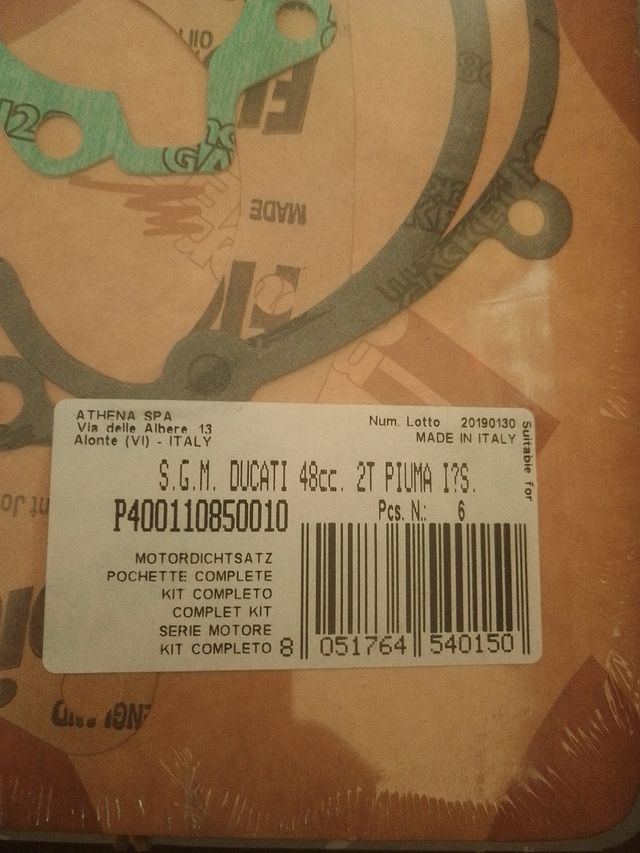 MADE
ATHENA SPA
Via delle Albere 13
Alonte (VI) - ITALY
Num. Lotto 20190130
MADE IN ITALY
Suitable for
S.G.M. DUCATI 48cc. 2T PIUMA I?S.
P400110850010
Pcs. N.: 6
MOTORDICHTSATZ
POCHETTE COMPLETE
KIT COMPLETO
COMPLET KIT
SERIE MOTORE
KIT COMPLETO
8 051764 540150